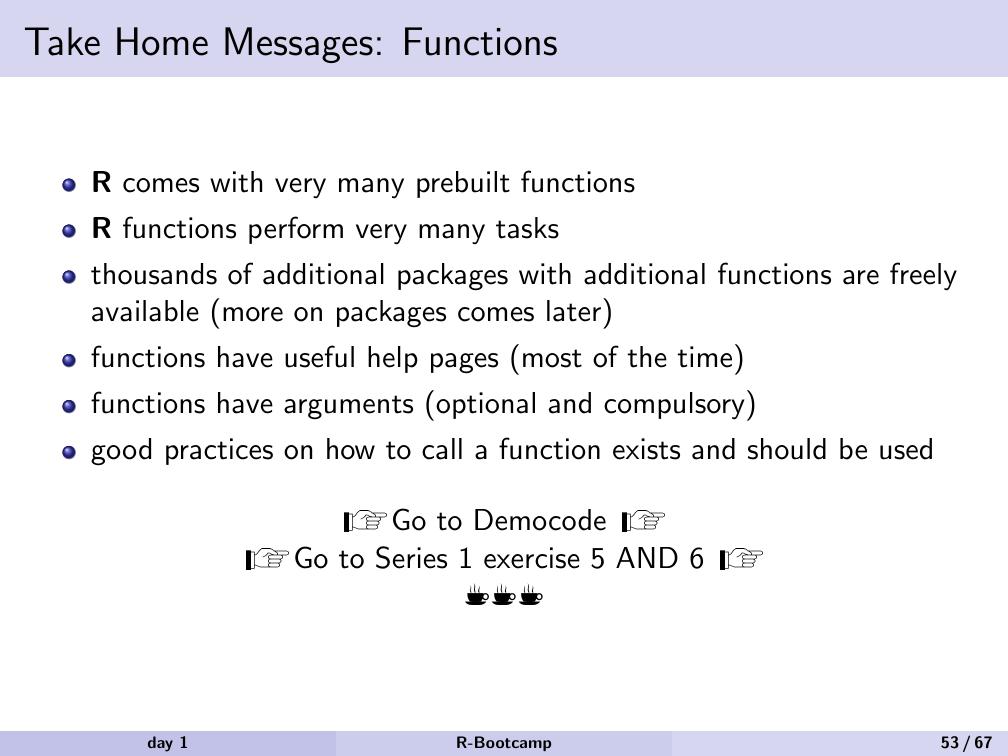 Take Home Messages: Functions
R comes with very many prebuilt functions
R functions perform very many tasks
thousands of additional packages with additional functions are freely
available (more on packages comes later)
functions have useful help pages (most of the time)
functions have arguments (optional and compulsory)
good practices on how to call a function exists and should be used
☞Go to Democode ☞
☞Go to Series 1 exercise 5 AND 6 ☞
day 1 R-Bootcamp 53 / 67